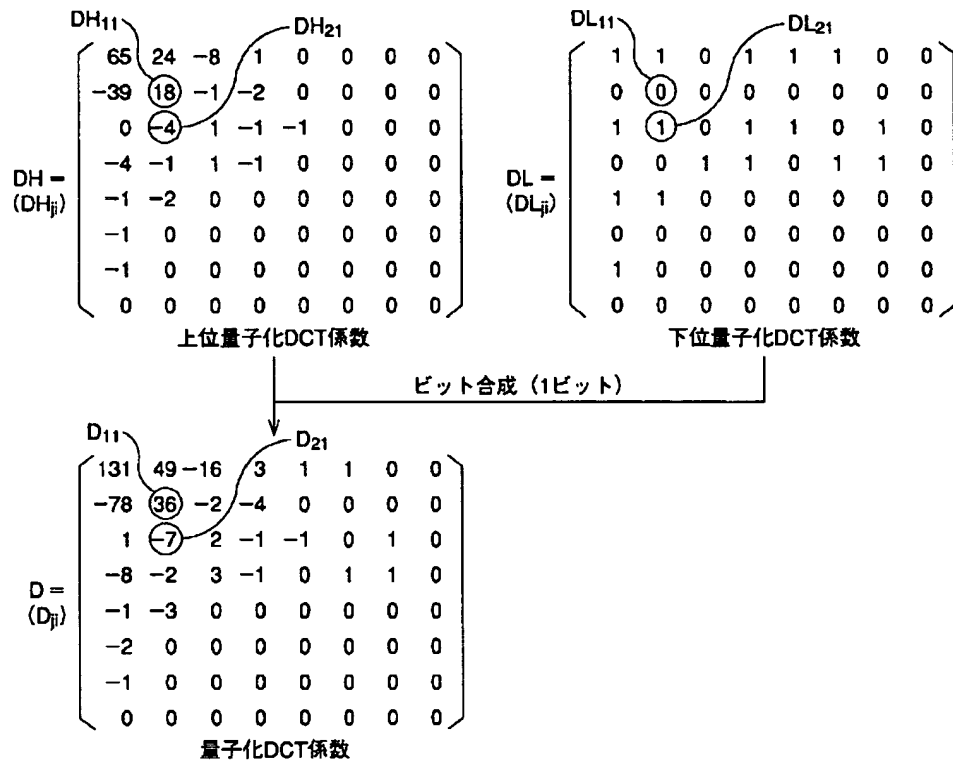 DH11 DH21
65 24 −8 1 0 0 0 0
−39 18 −1 −2 0 0 0 0
0 −4 1 −1 −1 0 0 0
−4 −1 1 −1 0 0 0 0
−1 −2 0 0 0 0 0 0
−1 0 0 0 0 0 0 0
−1 0 0 0 0 0 0 0
0 0 0 0 0 0 0 0
DH =
(DHji)
上位量子化DCT係数
DL11 DL21
1 1 0 1 1 1 0 0
0 0 0 0 0 0 0 0
1 1 0 1 1 0 1 0
0 0 1 1 0 1 1 0
1 1 0 0 0 0 0 0
0 0 0 0 0 0 0 0
1 0 0 0 0 0 0 0
0 0 0 0 0 0 0 0
DL =
(DLji)
下位量子化DCT係数
ビット合成（1ビット）
D11 D21
131 49 −16 3 1 1 0 0
−78 36 −2 −4 0 0 0 0
1 −7 2 −1 −1 0 1 0
−8 −2 3 −1 0 1 1 0
−1 −3 0 0 0 0 0 0
−2 0 0 0 0 0 0 0
−1 0 0 0 0 0 0 0
0 0 0 0 0 0 0 0
D =
(Dji)
量子化DCT係数